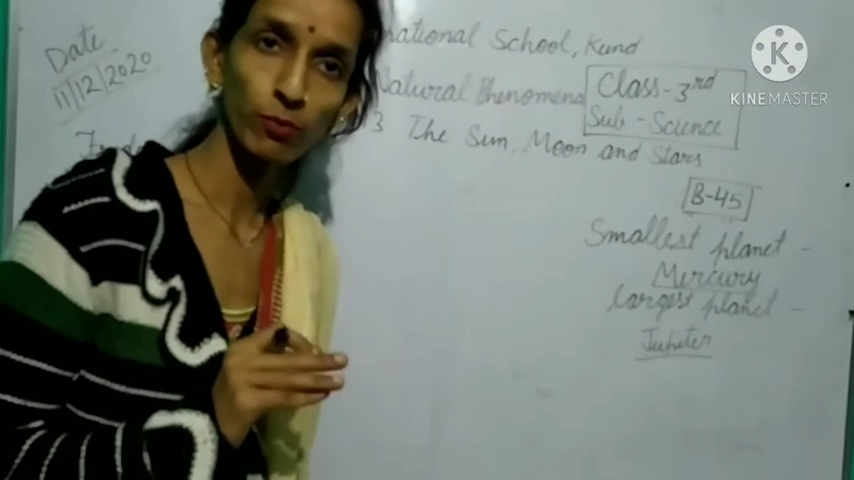 Date
11/12/2020
national School, Kund
Natural Phenomena
Class-3rd
Sub-Science
3 The Sun, Moon and Stars
B-45
Smallest planet -
Mercury
largest planet -
Jupiter
K
KINEMASTER